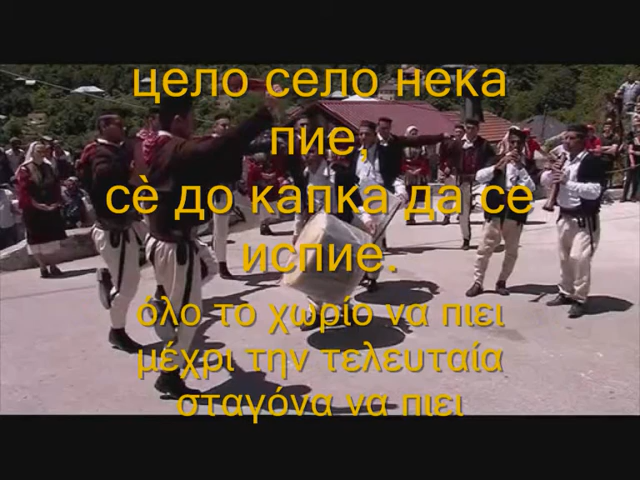 цело село нека
пие,
сѐ до капка да се
испие.
όλο το χωρίο να πιει
μέχρι την τελευταία
σταγόνα να πιει